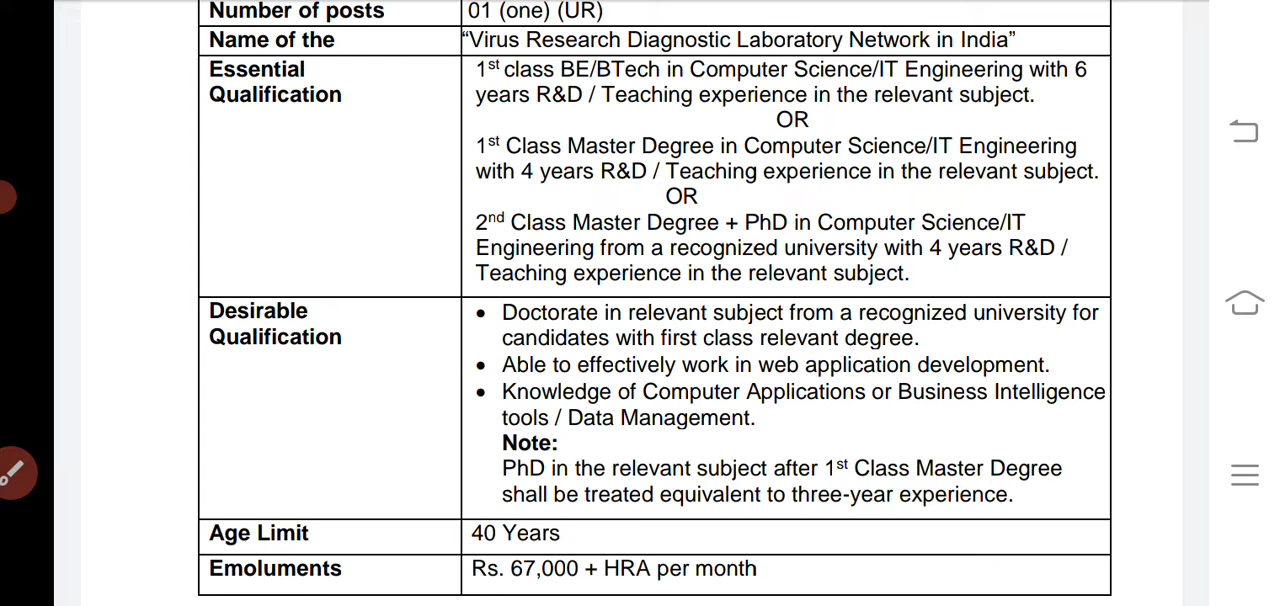 Number of posts 01 (one) (UR)
Name of the “Virus Research Diagnostic Laboratory Network in India”
Essential Qualification
1st class BE/BTech in Computer Science/IT Engineering with 6
years R&D / Teaching experience in the relevant subject.
OR
1st Class Master Degree in Computer Science/IT Engineering
with 4 years R&D / Teaching experience in the relevant subject.
OR
2nd Class Master Degree + PhD in Computer Science/IT
Engineering from a recognized university with 4 years R&D /
Teaching experience in the relevant subject.
Desirable Qualification
• Doctorate in relevant subject from a recognized university for
candidates with first class relevant degree.
• Able to effectively work in web application development.
• Knowledge of Computer Applications or Business Intelligence
tools / Data Management.
Note:
PhD in the relevant subject after 1st Class Master Degree
shall be treated equivalent to three-year experience.
Age Limit 40 Years
Emoluments Rs. 67,000 + HRA per month